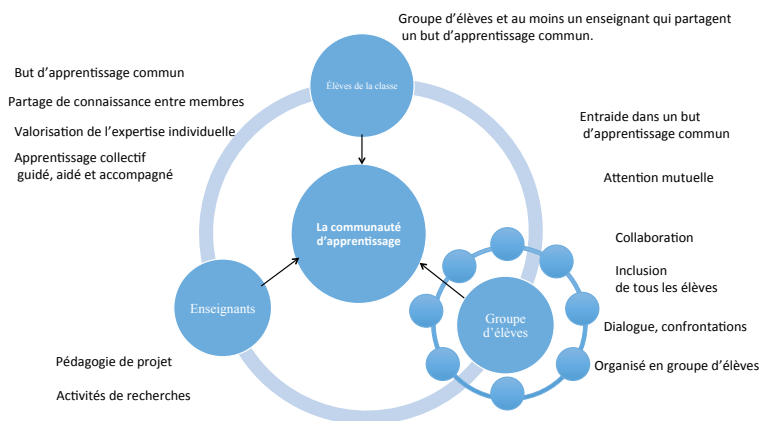 Groupe d’élèves et au moins un enseignant qui partagent
un but d’apprentissage commun.
Élèves de la classe
But d’apprentissage commun
Partage de connaissance entre membres
Valorisation de l’expertise individuelle
Apprentissage collectif
guidé, aidé et accompagné
Entraide dans un but
d’apprentissage commun
Attention mutuelle
La communauté
d’apprentissage
Collaboration
Inclusion
de tous les élèves
Enseignants
Groupe
d’élèves
Dialogue, confrontations
Organisé en groupe d’élèves
Pédagogie de projet
Activités de recherches